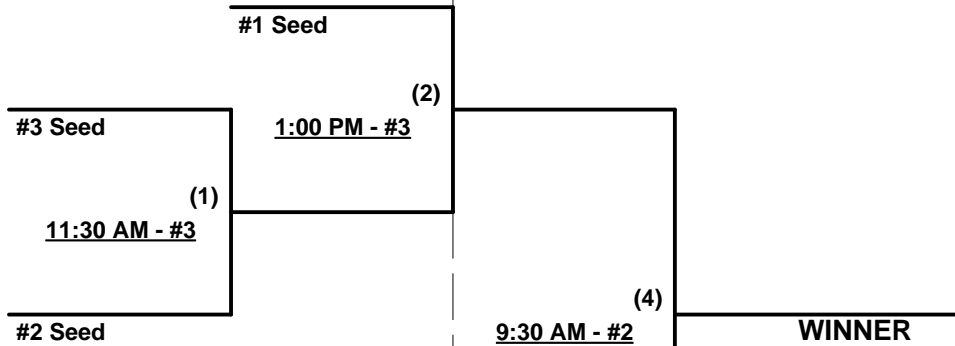 #1 Seed
(2)
1:00 PM - #3
#3 Seed
(1)
11:30 AM - #3
#2 Seed
(4)
9:30 AM - #2
WINNER